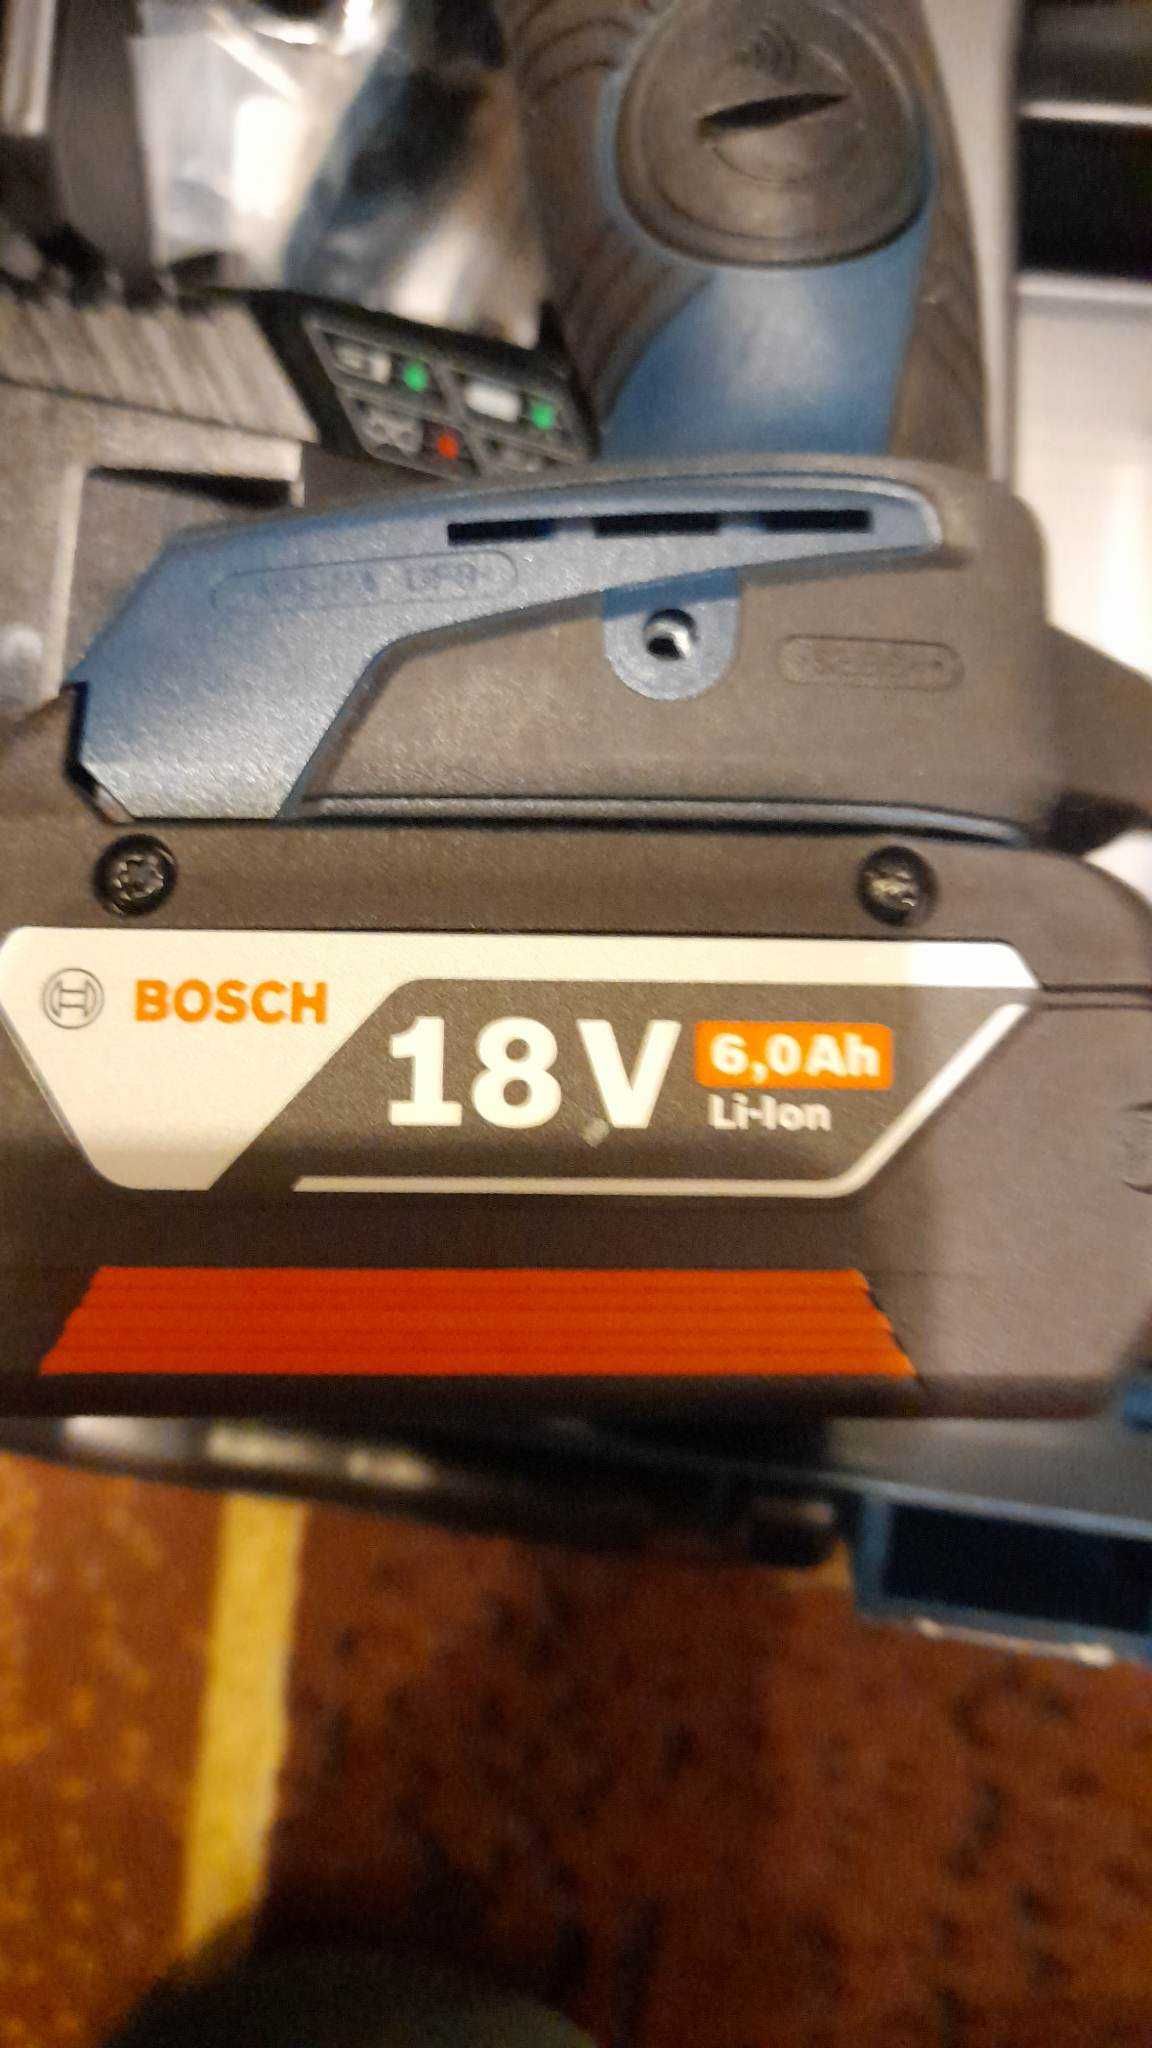 BOSCH
18V
6,0Ah
Li-Ion